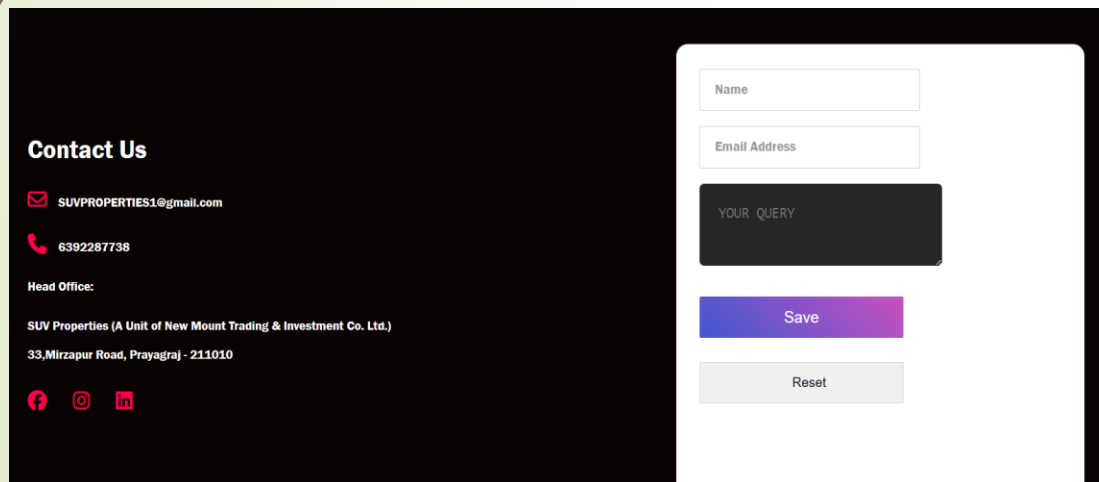 Contact Us
SUVPROPERTIES1@gmail.com
6392287738
Head Office:
SUV Properties (A Unit of New Mount Trading & Investment Co. Ltd.)
33,Mirzapur Road, Prayagraj - 211010
Name
Email Address
YOUR QUERY
Save
Reset